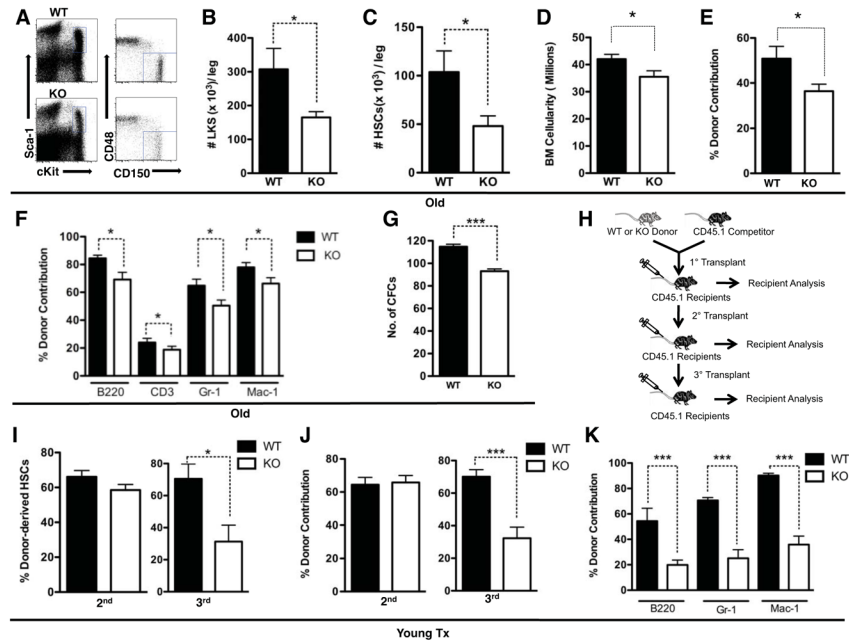 A
WT
KO
Sca-1
cKit
CD48
CD150
B
*
# LKS (x 10³)/ leg
400
300
200
100
0
WT KO
C
*
# HSCs(x 10³)/ leg
150
100
50
0
WT KO
D
*
BM Cellularity ( Millions)
60
50
40
30
20
10
0
WT KO
E
*
% Donor Contribution
60
40
20
0
WT KO
Old
F
WT
KO
% Donor Contribution
100
80
60
40
20
0
* * * *
B220 CD3 Gr-1 Mac-1
G
***
No. of CFCs
120
100
80
60
40
20
0
WT KO
Old
H
WT or KO Donor
CD45.1 Competitor
1° Transplant
CD45.1 Recipients
Recipient Analysis
2° Transplant
CD45.1 Recipients
Recipient Analysis
3° Transplant
CD45.1 Recipients
Recipient Analysis
I
WT
KO
% Donor-derived HSCs
80
60
40
20
0
2nd
*
80
60
40
20
0
3rd
J
WT
KO
% Donor Contribution
100
80
60
40
20
0
2nd
***
80
60
40
20
0
3rd
K
WT
KO
% Donor Contribution
100
80
60
40
20
0
*** *** ***
B220 Gr-1 Mac-1
Young Tx